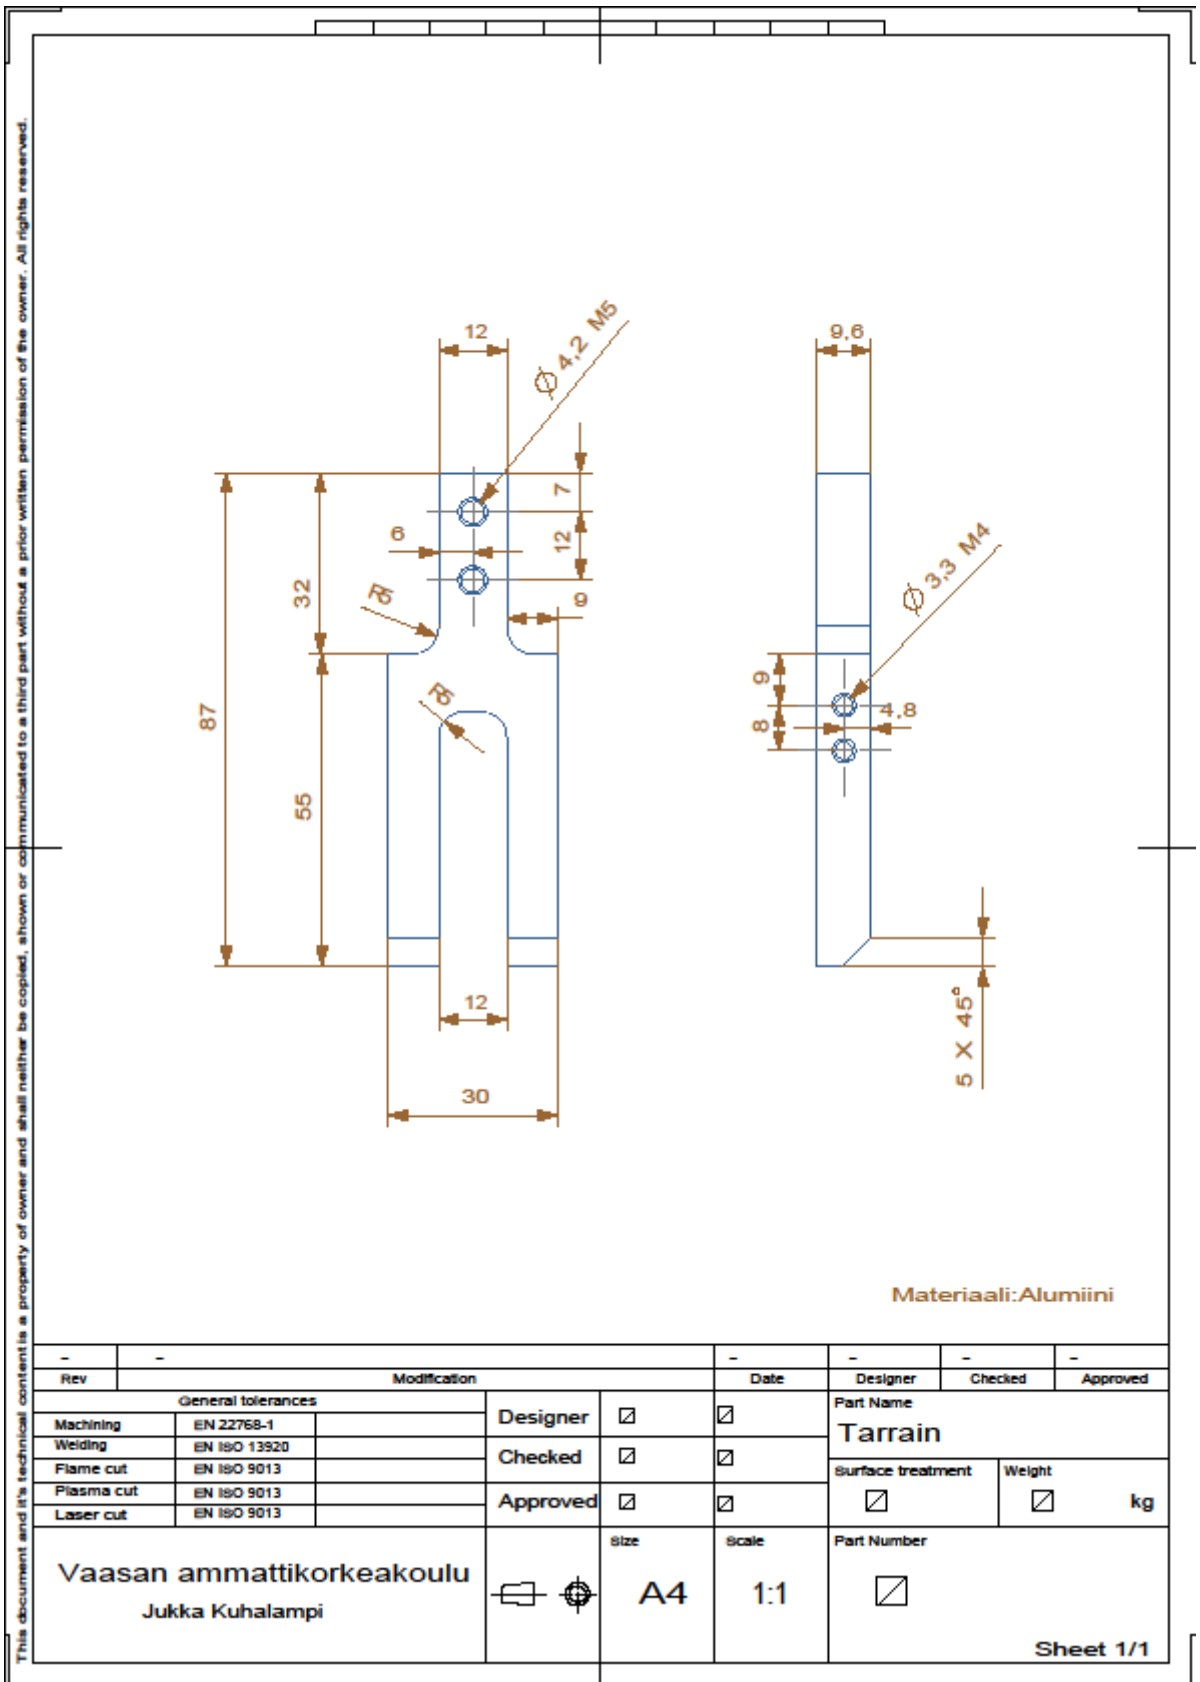 This document and it's technical content is a property of owner and shall neither be copied, shown or communicated to a third part without a prior written permission of the owner. All rights reserved.
12
Ø 4,2 M5
9,6
7
12
6
R5
32
9
Ø 3,3 M4
R5
9
4,8
8
87
55
12
5 X 45°
30
Materiaali:Alumiini
- - - - - -
Rev Modification Date Designer Checked Approved
General tolerances
Machining EN 22768-1
Welding EN ISO 13920
Flame cut EN ISO 9013
Plasma cut EN ISO 9013
Laser cut EN ISO 9013
Designer
Checked
Approved
Part Name
Tarrain
Surface treatment
Weight
kg
Vaasan ammattikorkeakoulu
Jukka Kuhalampi
Size
A4
Scale
1:1
Part Number
Sheet 1/1